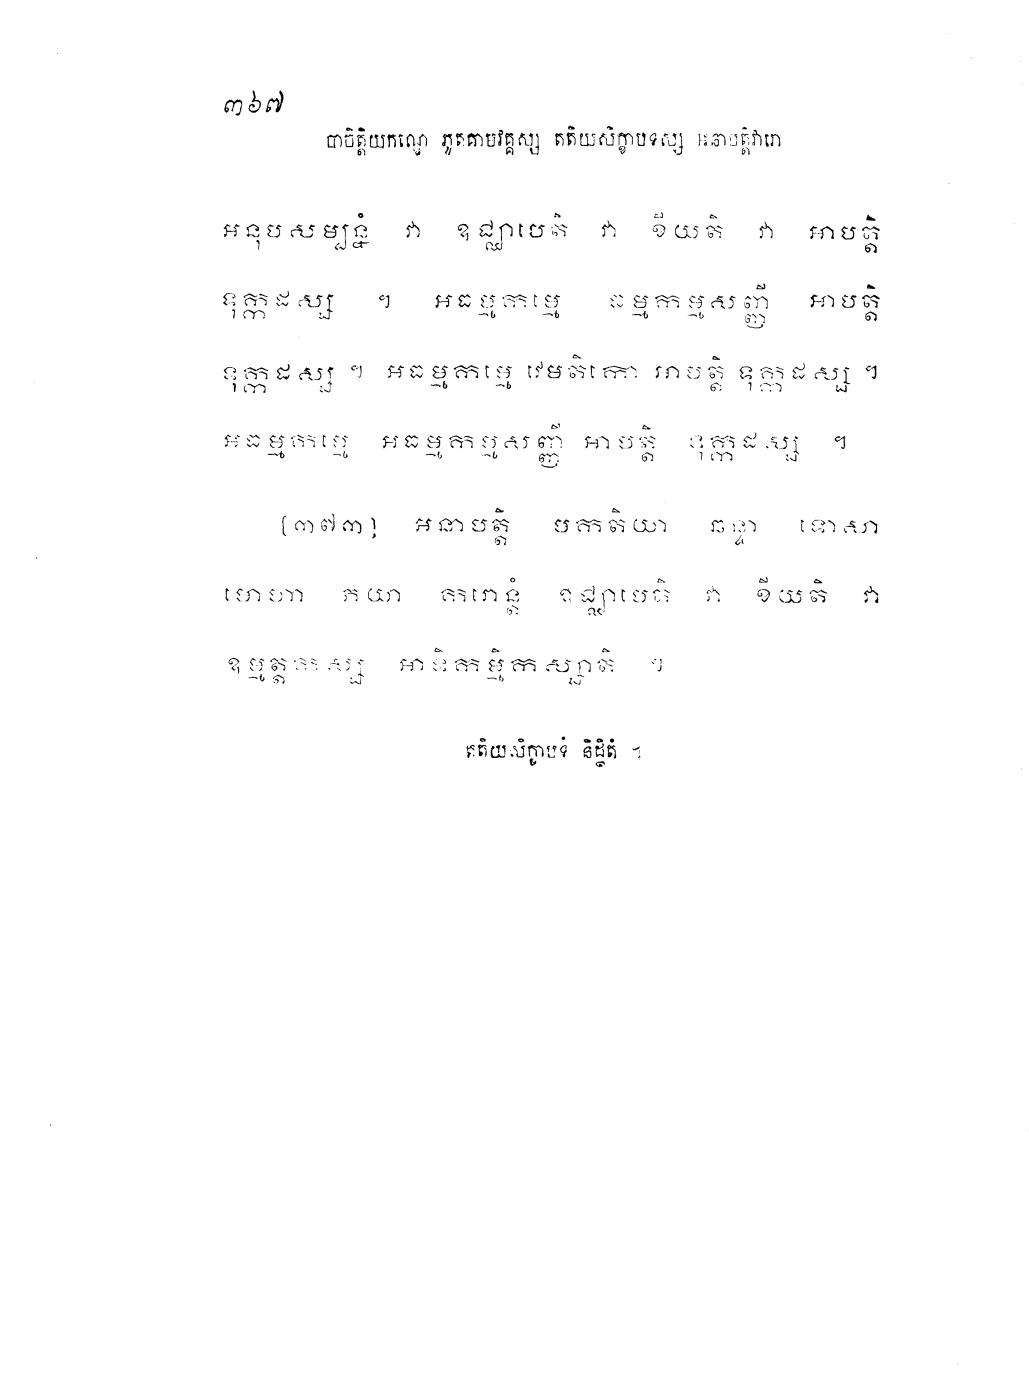 ៣៦៧
បាចិត្តិយកណ្ឌេ ភូតគាមវគ្គស្ស តតិយសិក្ខាបទស្ស អនាបត្តិវារោ
អនុបសម្បន្នំ វា ឧជ្ឈាបេតិ វា ខីយតិ វា អាបត្តិ
ទុក្កដស្ស ។ អធម្មកម្មេ ធម្មកម្មសញ្ញី អាបត្តិ
ទុក្កដស្ស ។ អធម្មកម្មេ វេមតិកោ អាបត្តិ ទុក្កដស្ស ។
អធម្មកម្មេ អធម្មកម្មសញ្ញី អាបត្តិ ទុក្កដស្ស ។
(៣៧៣) អនាបត្តិ បកតិយា ឆន្ទា ទោសា
មោហា ភយា ករោន្តំ ឧជ្ឈាបេតិ វា ខីយតិ វា
ឧម្មត្តកស្ស អាទិកម្មិកស្សាតិ ។
តតិយសិក្ខាបទំ និដ្ឋិតំ ។